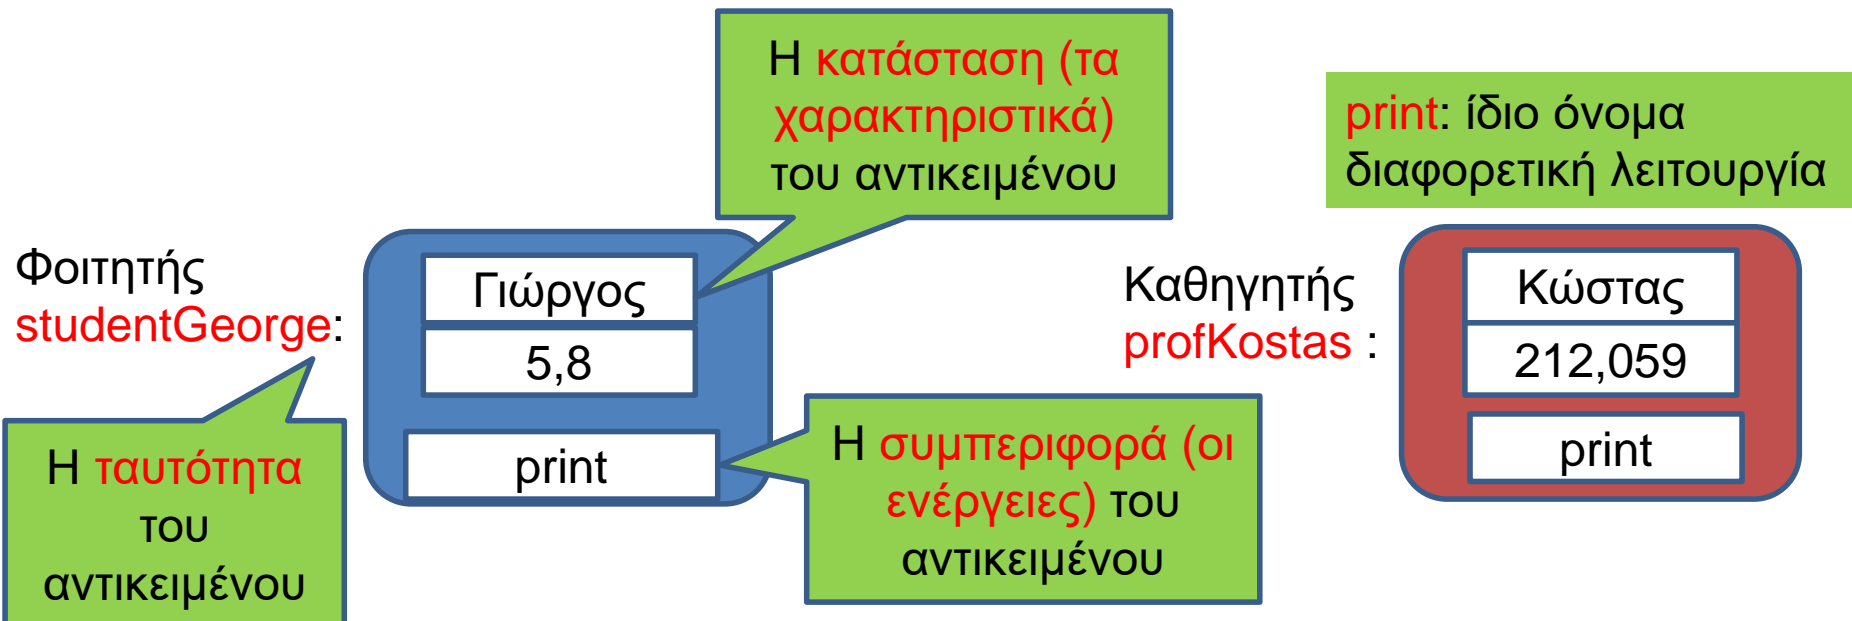 Η κατάσταση (τα
χαρακτηριστικά)
του αντικειμένου
print: ίδιο όνομα
διαφορετική λειτουργία
Φοιτητής
studentGeorge:
Γιώργος
5,8
print
Η ταυτότητα
του
αντικειμένου
Η συμπεριφορά (οι
ενέργειες) του
αντικειμένου
Καθηγητής
profKostas :
Κώστας
212,059
print